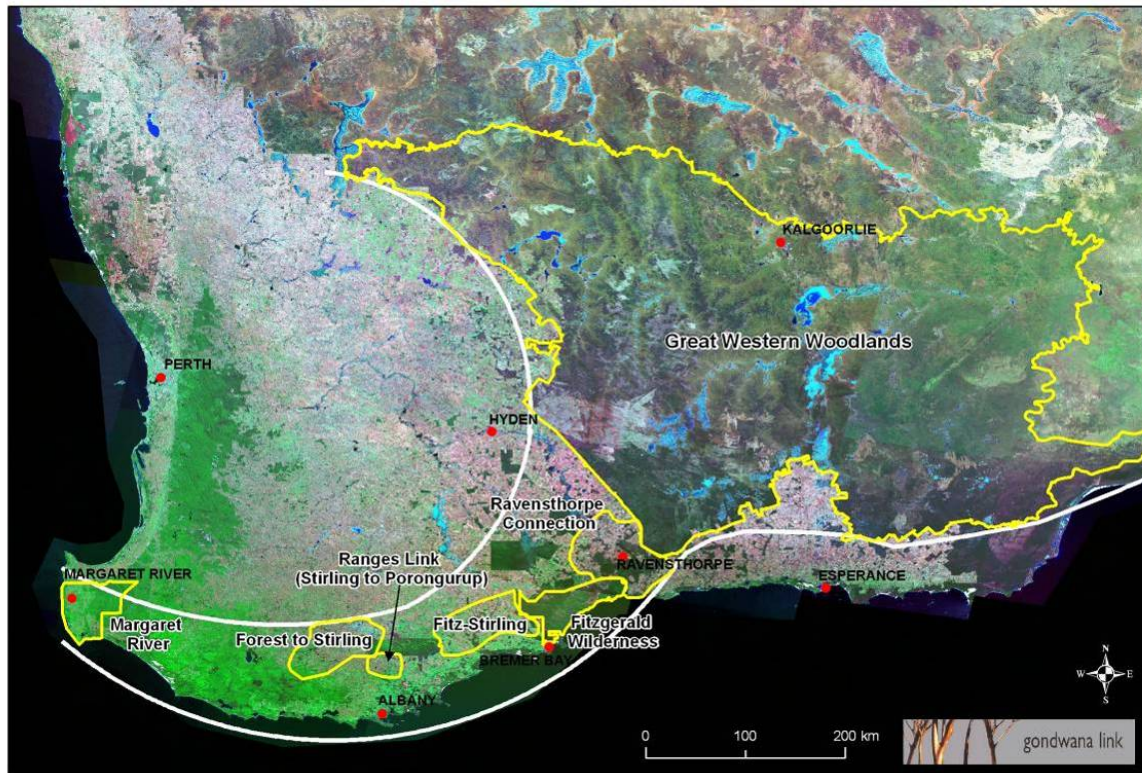 KALGOORLIE
Great Western Woodlands
PERTH
HYDEN
Ravensthorpe
Connection
Ranges Link
(Stirling to Porongurup)
RAVENSTHORPE
MARGARET RIVER
ESPERANCE
Margaret
River
Forest to Stirling
Fitz-Stirling
Fitzgerald
Wilderness
BREMER BAY
ALBANY
N
W E
S
0 100 200 km
gondwana link